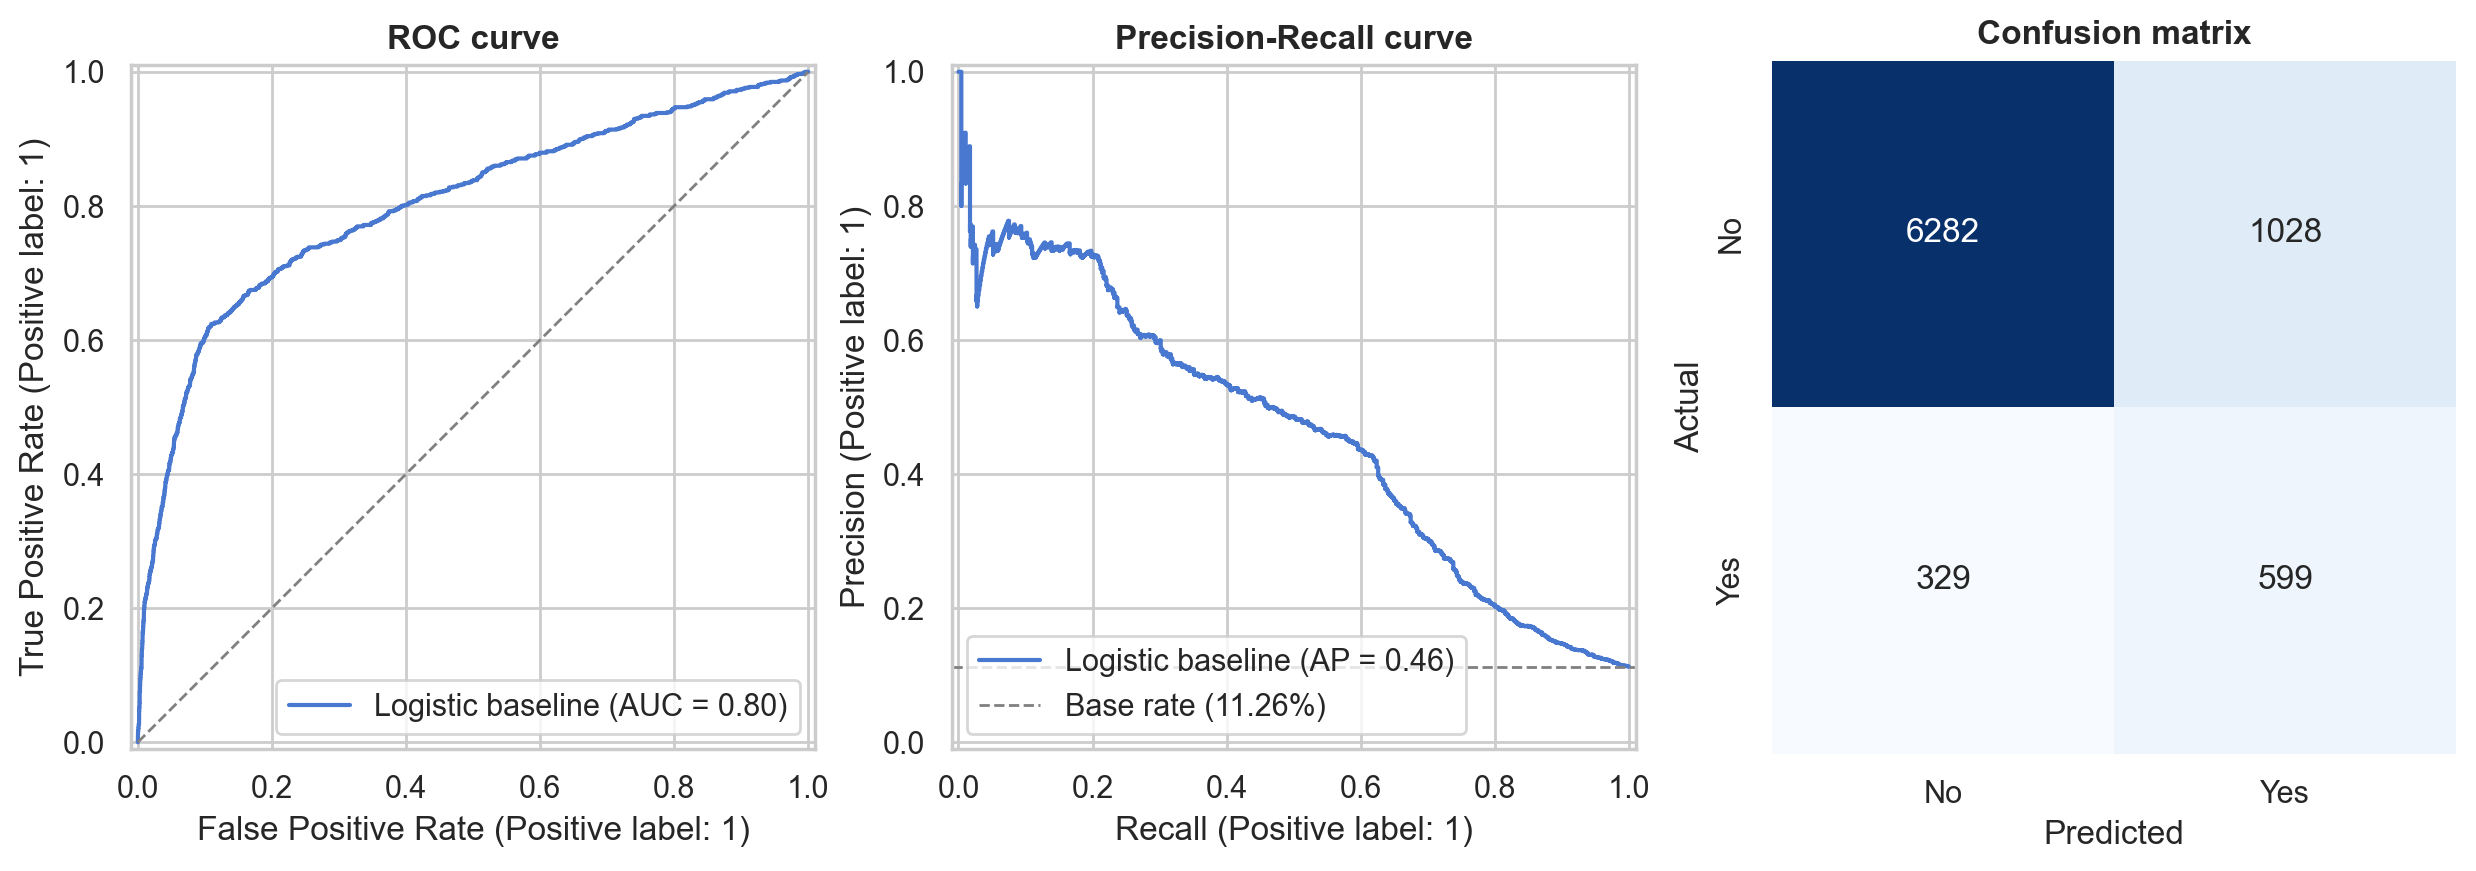 ROC curve
True Positive Rate (Positive label: 1)
1.0
0.8
0.6
0.4
0.2
0.0
Logistic baseline (AUC = 0.80)
0.0 0.2 0.4 0.6 0.8 1.0
False Positive Rate (Positive label: 1)
Precision-Recall curve
Precision (Positive label: 1)
1.0
0.8
0.6
0.4
0.2
0.0
Logistic baseline (AP = 0.46)
Base rate (11.26%)
0.0 0.2 0.4 0.6 0.8 1.0
Recall (Positive label: 1)
Confusion matrix
Actual
No
6282 1028
Yes
329 599
No Yes
Predicted